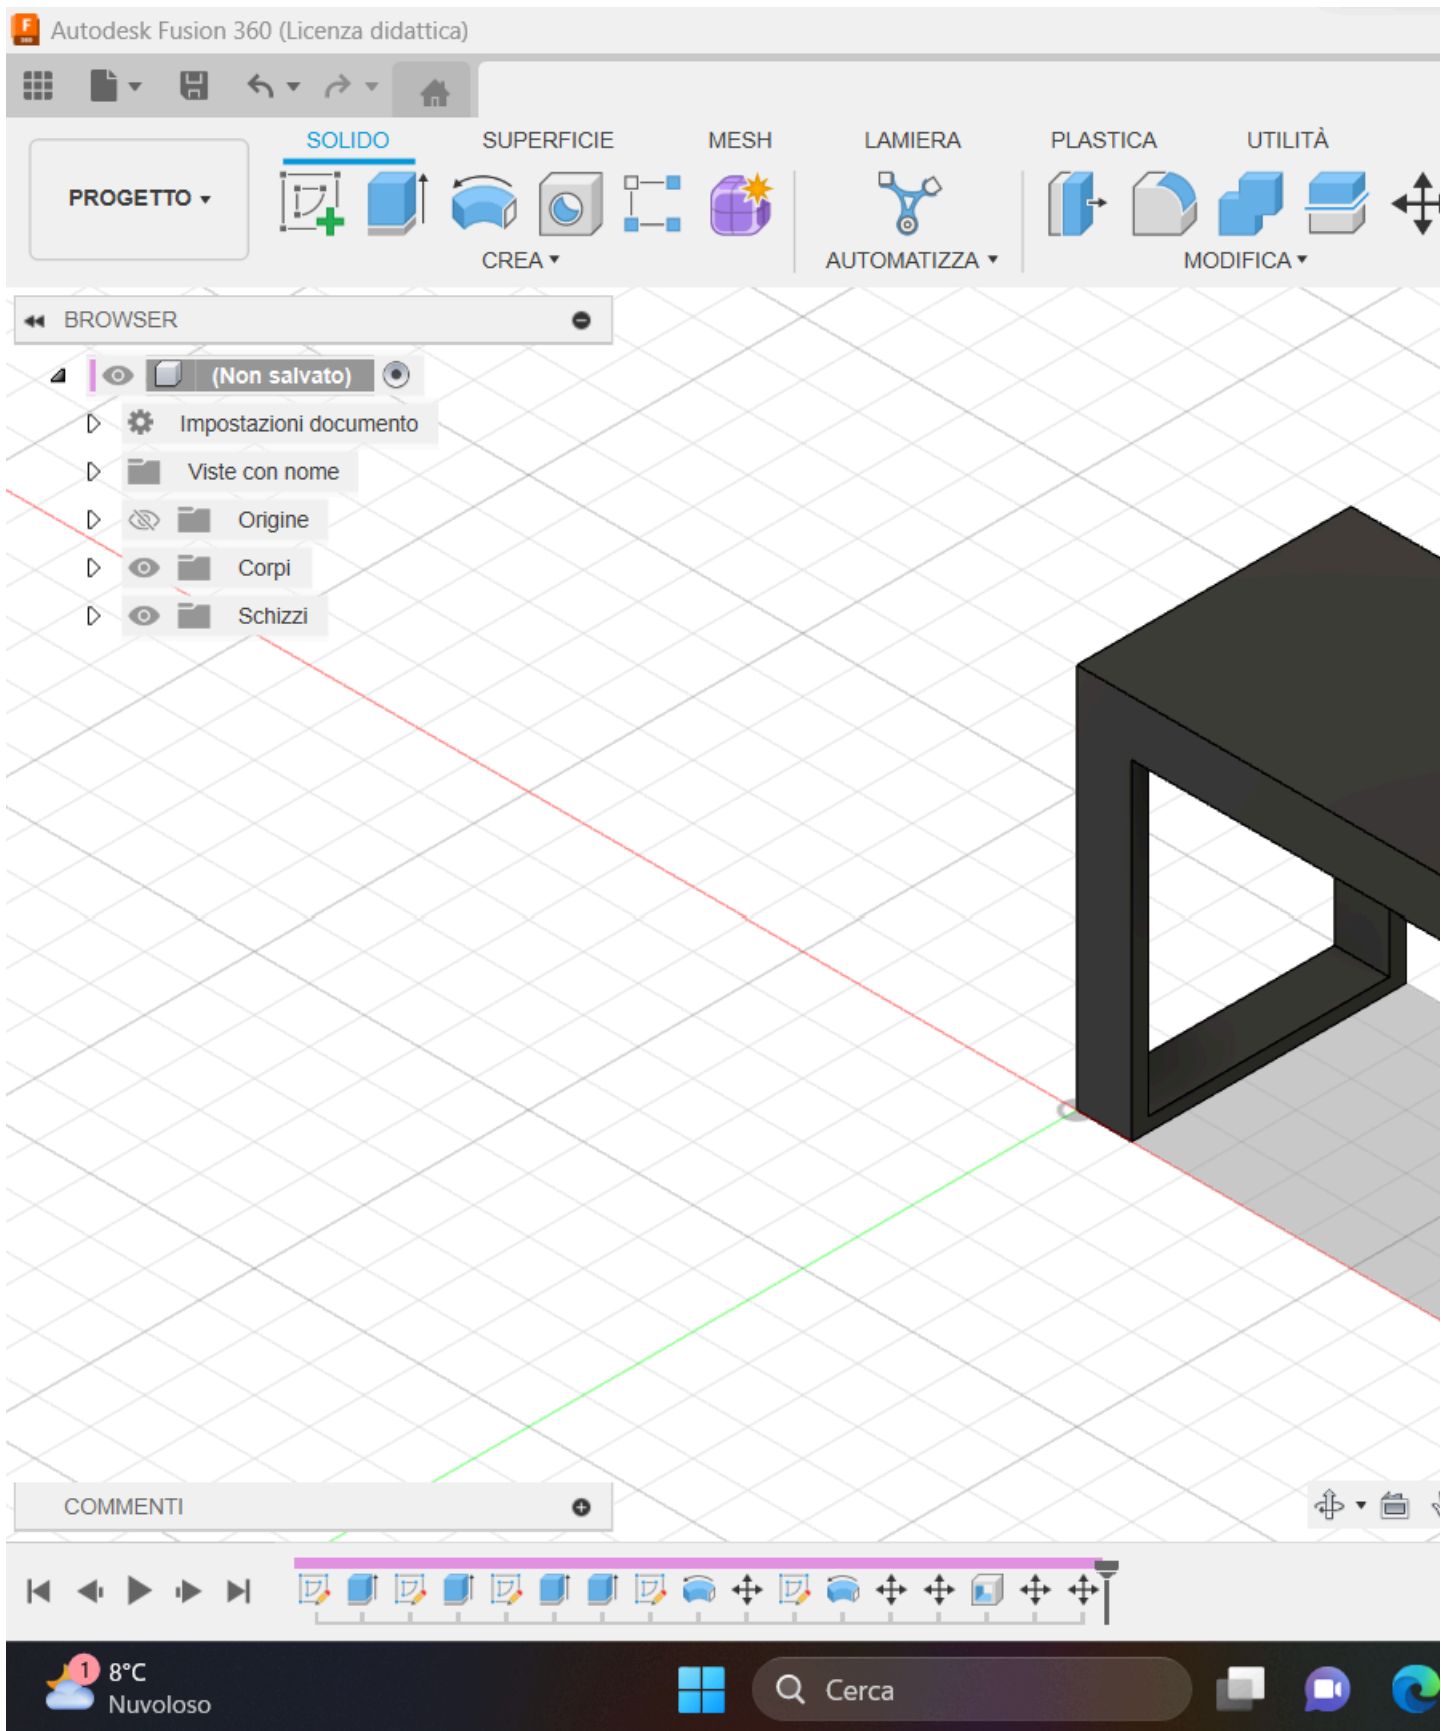 Autodesk Fusion 360 (Licenza didattica)
SOLIDO SUPERFICIE MESH LAMIERA PLASTICA UTILITÀ
PROGETTO
CREA AUTOMATIZZA MODIFICA
BROWSER
(Non salvato)
Impostazioni documento
Viste con nome
Origine
Corpi
Schizzi
COMMENTI
1
8°C
Nuvoloso
Cerca